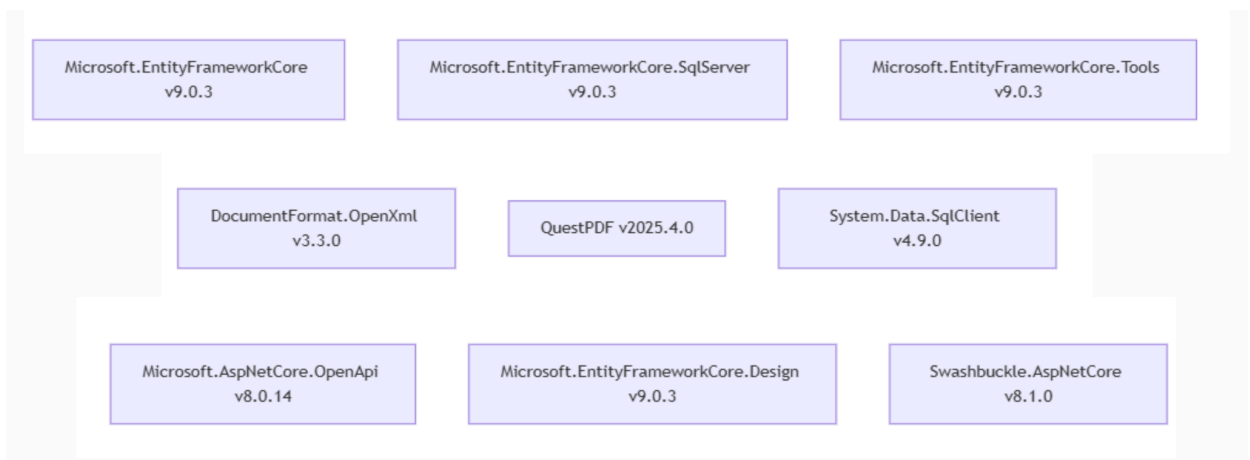 Microsoft.EntityFrameworkCore
v9.0.3
Microsoft.EntityFrameworkCore.SqlServer
v9.0.3
Microsoft.EntityFrameworkCore.Tools
v9.0.3
DocumentFormat.OpenXml
v3.3.0
QuestPDF v2025.4.0
System.Data.SqlClient
v4.9.0
Microsoft.AspNetCore.OpenApi
v8.0.14
Microsoft.EntityFrameworkCore.Design
v9.0.3
Swashbuckle.AspNetCore
v8.1.0